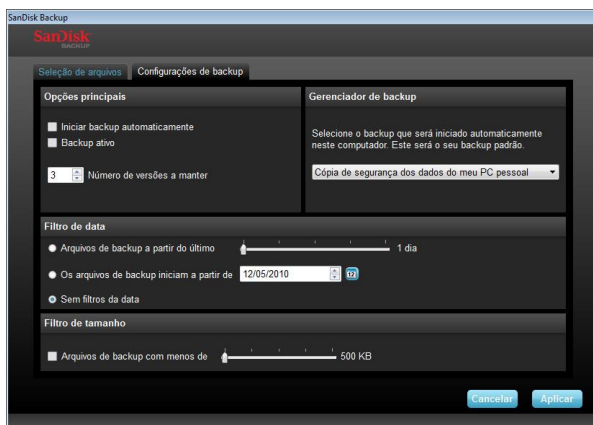 SanDisk Backup
SanDisk
BACKUP
Seleção de arquivos
Configurações de backup
Opções principais
Iniciar backup automaticamente
Backup ativo
3 Número de versões a manter
Gerenciador de backup
Selecione o backup que será iniciado automaticamente
neste computador. Este será o seu backup padrão.
Cópia de segurança dos dados do meu PC pessoal
Filtro de data
Arquivos de backup a partir do último 1 dia
Os arquivos de backup iniciam a partir de 12/05/2010 12
Sem filtros da data
Filtro de tamanho
Arquivos de backup com menos de 500 KB
Cancelar Aplicar